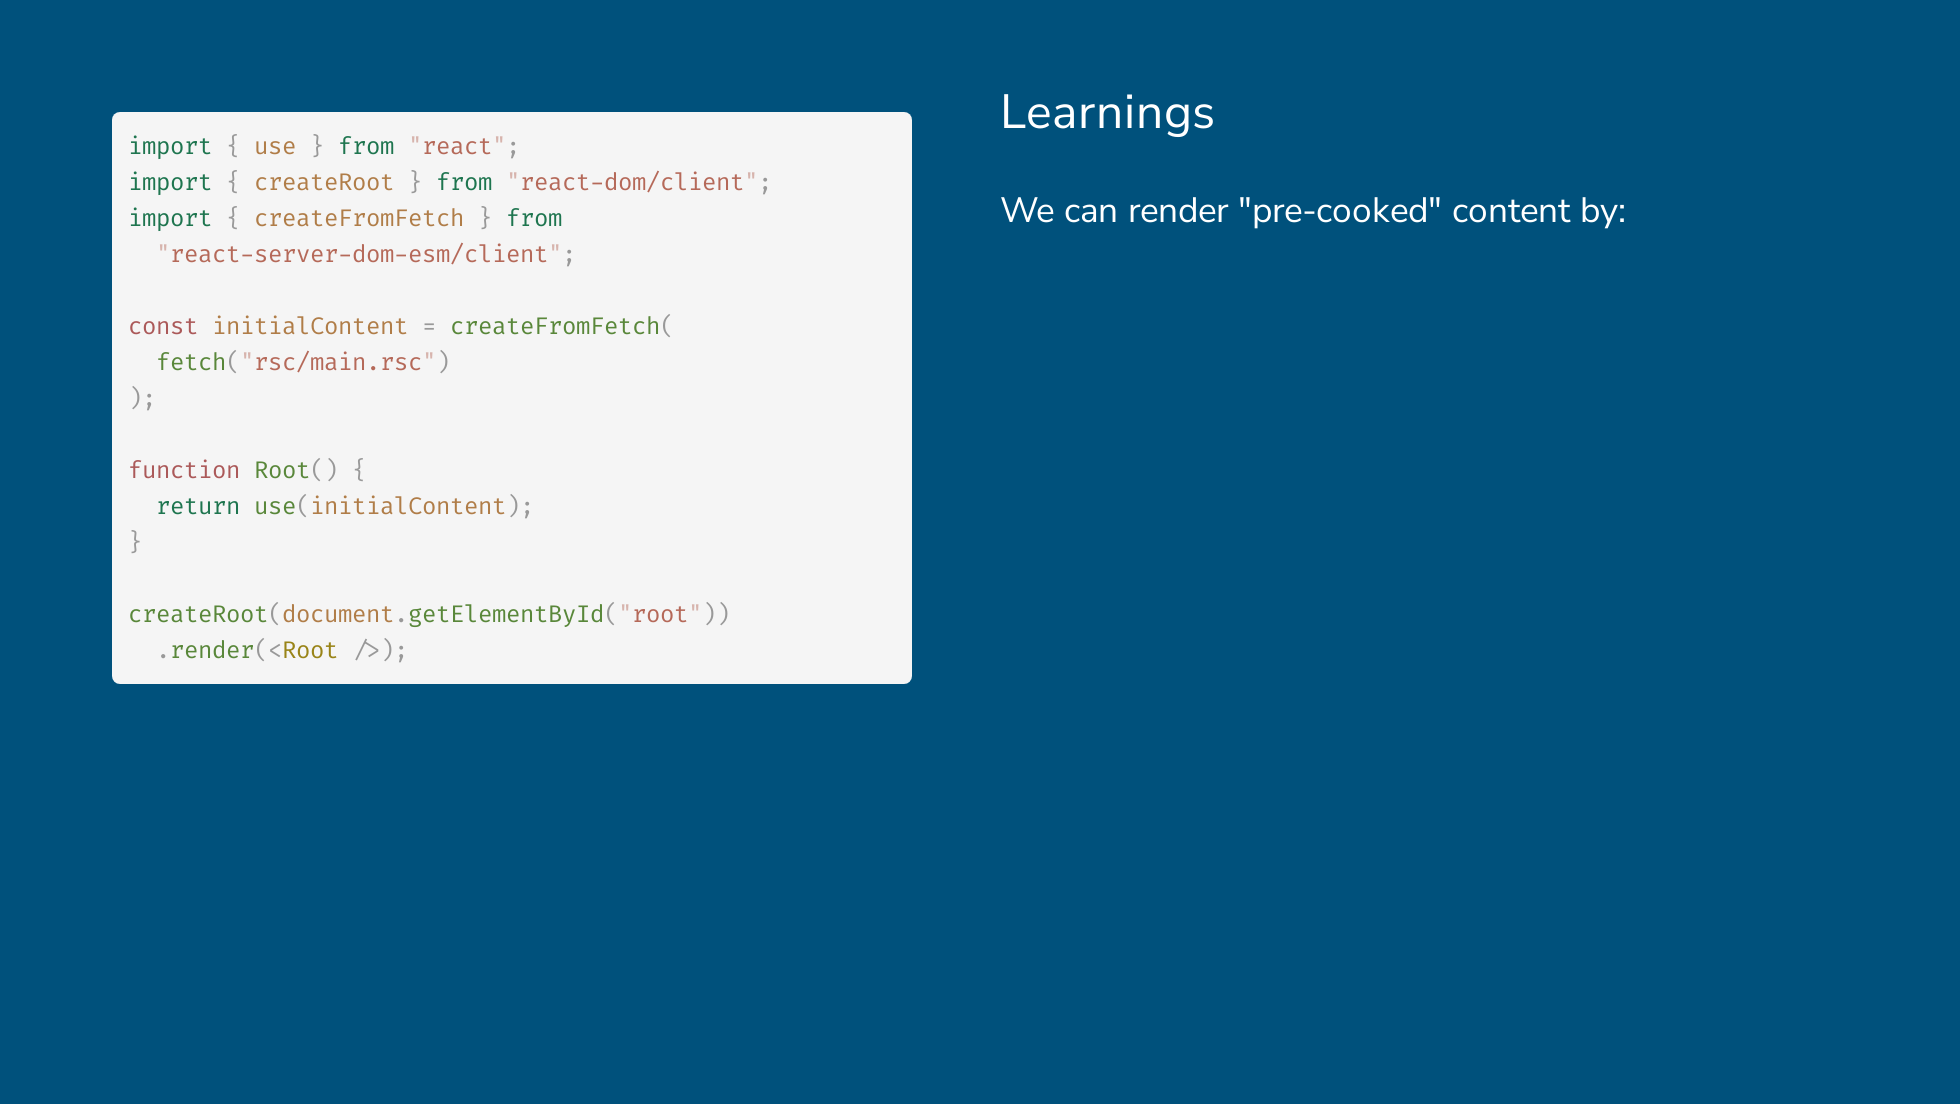 import { use } from "react";
import { createRoot } from "react-dom/client";
import { createFromFetch } from
  "react-server-dom-esm/client";

const initialContent = createFromFetch(
  fetch("rsc/main.rsc")
);

function Root() {
  return use(initialContent);
}

createRoot(document.getElementById("root"))
  .render(<Root />);
Learnings
We can render "pre-cooked" content by: